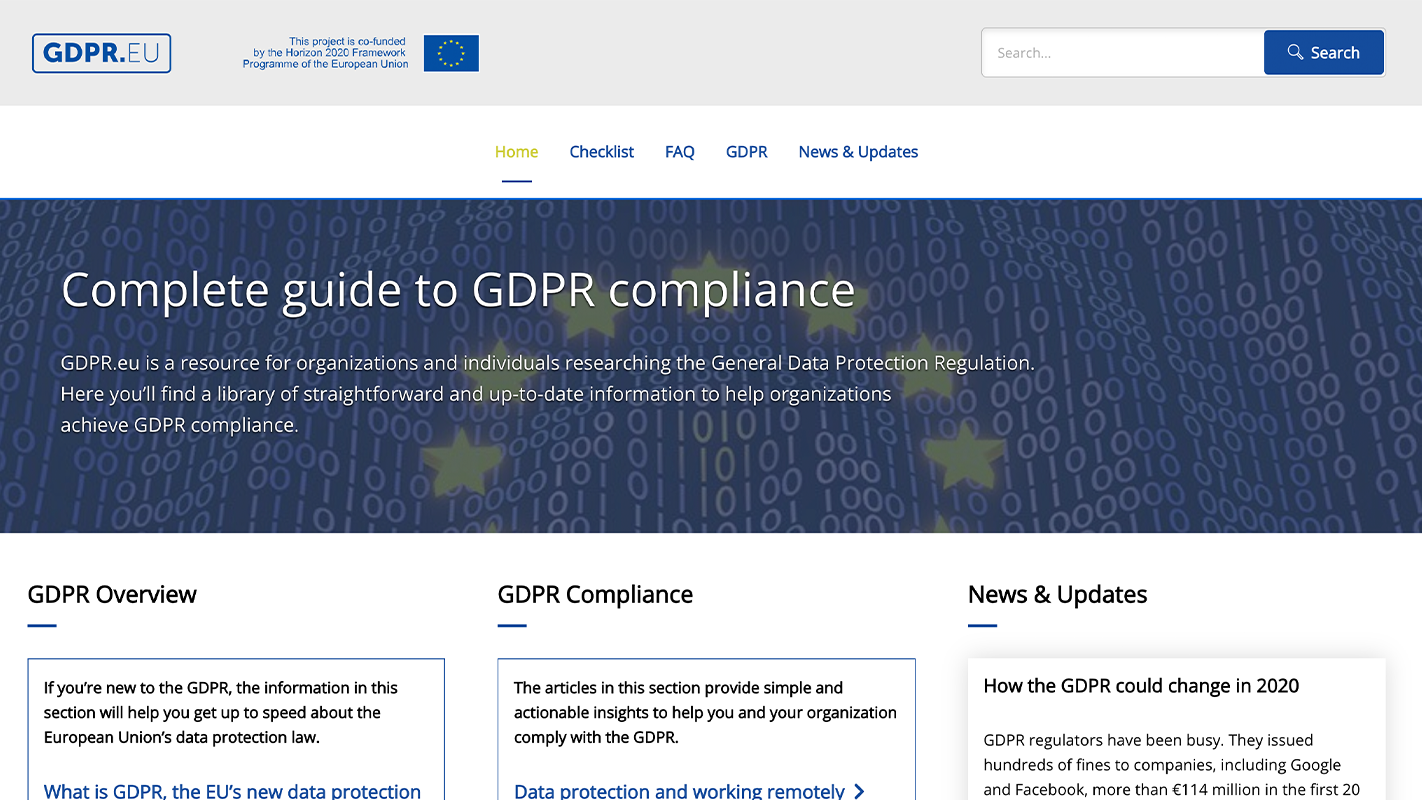 GDPR.EU
This project is co-funded
by the Horizon 2020 Framework
Programme of the European Union
Search...
Search
Home
Checklist
FAQ
GDPR
News & Updates
Complete guide to GDPR compliance
GDPR.eu is a resource for organizations and individuals researching the General Data Protection Regulation.
Here you’ll find a library of straightforward and up-to-date information to help organizations
achieve GDPR compliance.
GDPR Overview
If you’re new to the GDPR, the information in this
section will help you get up to speed about the
European Union’s data protection law.
What is GDPR, the EU’s new data protection
GDPR Compliance
The articles in this section provide simple and
actionable insights to help you and your organization
comply with the GDPR.
Data protection and working remotely
News & Updates
How the GDPR could change in 2020
GDPR regulators have been busy. They issued
hundreds of fines to companies, including Google
and Facebook, more than €114 million in the first 20